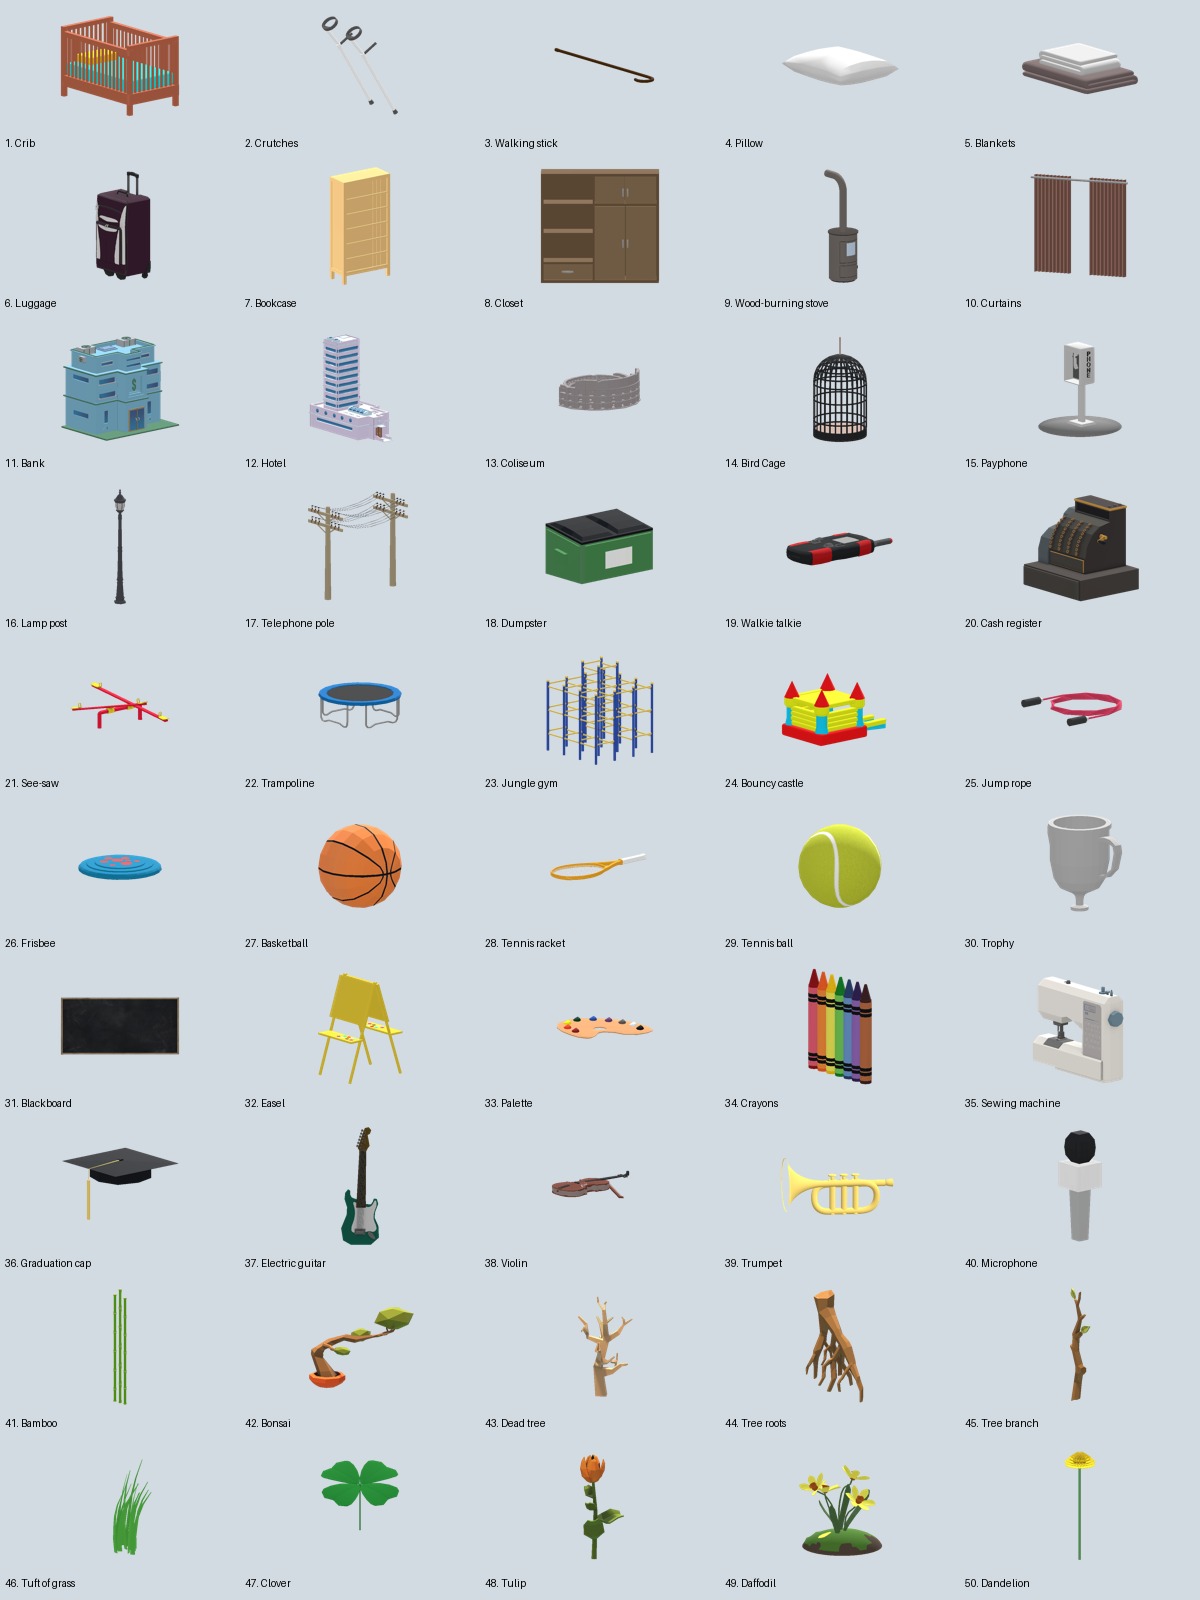 1. Crib
2. Crutches
3. Walking stick
4. Pillow
5. Blankets
6. Luggage
7. Bookcase
8. Closet
9. Wood-burning stove
10. Curtains
$
PHONE
11. Bank
12. Hotel
13. Coliseum
14. Bird Cage
15. Payphone
16. Lamp post
17. Telephone pole
18. Dumpster
19. Walkie talkie
20. Cash register
21. See-saw
22. Trampoline
23. Jungle gym
24. Bouncy castle
25. Jump rope
26. Frisbee
27. Basketball
28. Tennis racket
29. Tennis ball
30. Trophy
31. Blackboard
32. Easel
33. Palette
34. Crayons
35. Sewing machine
36. Graduation cap
37. Electric guitar
38. Violin
39. Trumpet
40. Microphone
41. Bamboo
42. Bonsai
43. Dead tree
44. Tree roots
45. Tree branch
46. Tuft of grass
47. Clover
48. Tulip
49. Daffodil
50. Dandelion